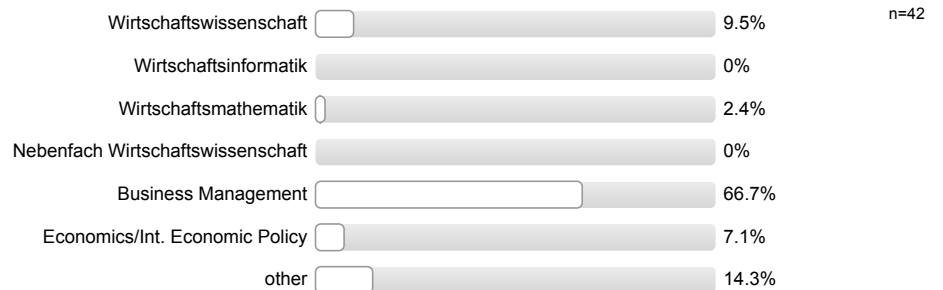 Wirtschaftswissenschaft 9.5% n=42
Wirtschaftsinformatik 0%
Wirtschaftsmathematik 2.4%
Nebenfach Wirtschaftswissenschaft 0%
Business Management 66.7%
Economics/Int. Economic Policy 7.1%
other 14.3%